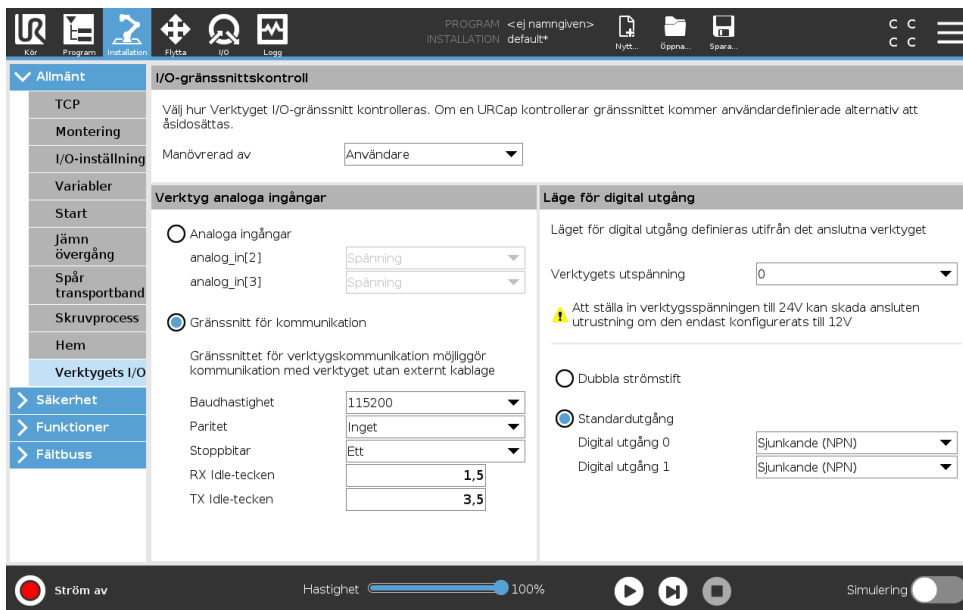 PROGRAM <ej namngiven>
INSTALLATION default*
UR
Kör
Program
Installation
Flytta
I/O
Logg
Nytt...
Öppna...
Spara...
C C
C C
Allmänt
TCP
Montering
I/O-inställning
Variabler
Start
Jämn
övergång
Spår
transportband
Skruvprocess
Hem
Verktygets I/O
Säkerhet
Funktioner
Fältbuss
I/O-gränssnittskontroll
Välj hur Verktyget I/O-gränssnitt kontrolleras. Om en URCap kontrollerar gränssnittet kommer användardefinierade alternativ att
åsidosättas.
Manövrerad av Användare
Verktyg analoga ingångar
Analoga ingångar
analog_in[2] Spänning
analog_in[3] Spänning
Gränssnitt för kommunikation
Gränssnittet för verktygskommunikation möjliggör
kommunikation med verktyget utan externt kablage
Baudhastighet 115200
Paritet Inget
Stoppbitar Ett
RX Idle-tecken 1,5
TX Idle-tecken 3,5
Läge för digital utgång
Läget för digital utgång definieras utifrån det anslutna verktyget
Verktygets utspänning 0
Att ställa in verktygsspänningen till 24V kan skada ansluten
utrustning om den endast konfigurerats till 12V
Dubbla strömstift
Standardutgång
Digital utgång 0 Sjunkande (NPN)
Digital utgång 1 Sjunkande (NPN)
Ström av
Hastighet 100%
Simulering